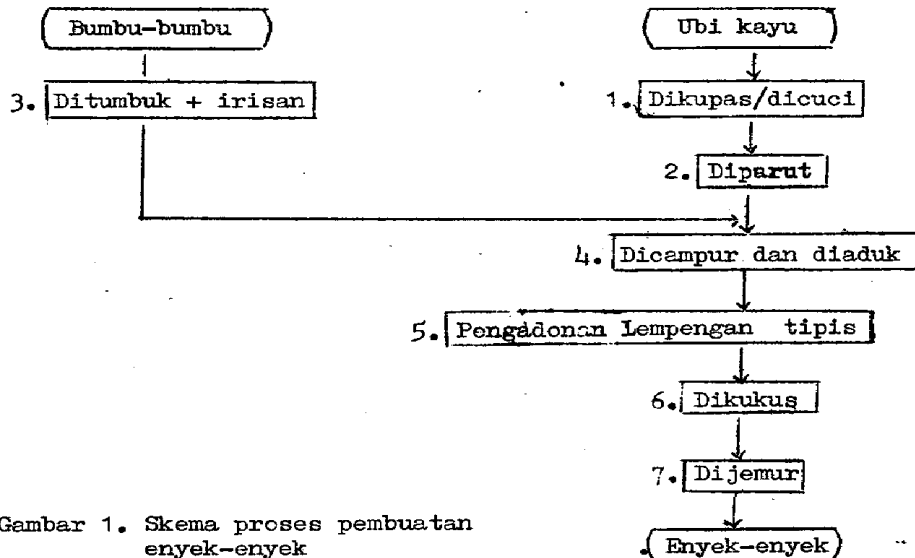 Bumbu-bumbu
Ubi kayu
3. Ditumbuk + irisan
1. Dikupas/dicuci
2. Diparut
4. Dicampur dan diaduk
5. Pengadonan Lempengan tipis
6. Dikukus
7. Dijemur
Gambar 1. Skema proses pembuatan
enyek-enyek
Enyek-enyek